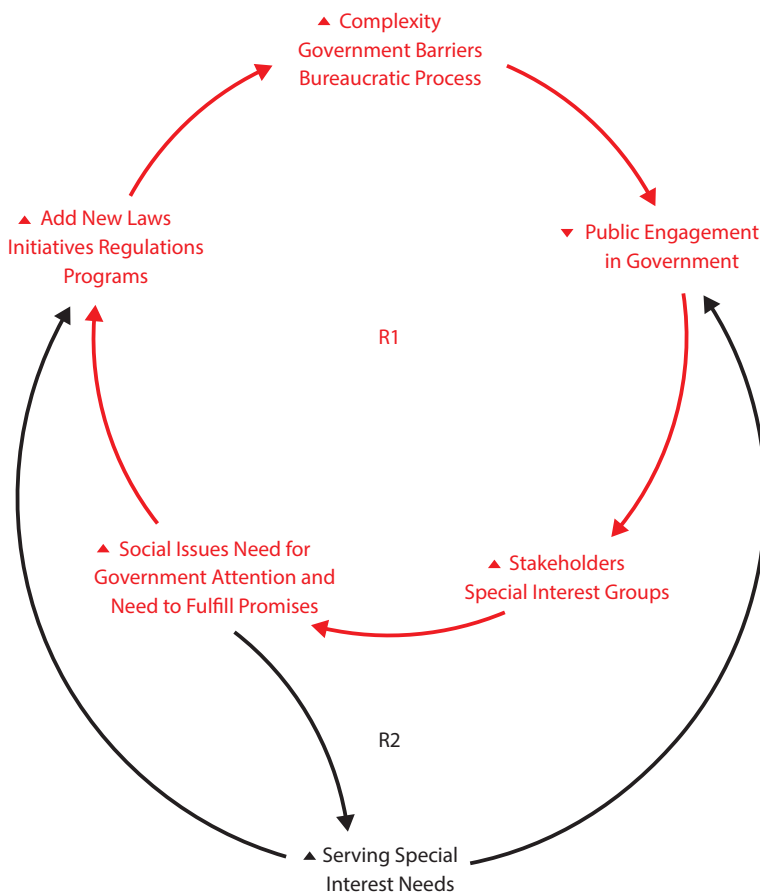 ▲ Complexity
Government Barriers
Bureaucratic Process
▲ Add New Laws
Initiatives Regulations
Programs
▼ Public Engagement
in Government
R1
▲ Social Issues Need for
Government Attention and
Need to Fulfill Promises
▲ Stakeholders
Special Interest Groups
R2
▲ Serving Special
Interest Needs